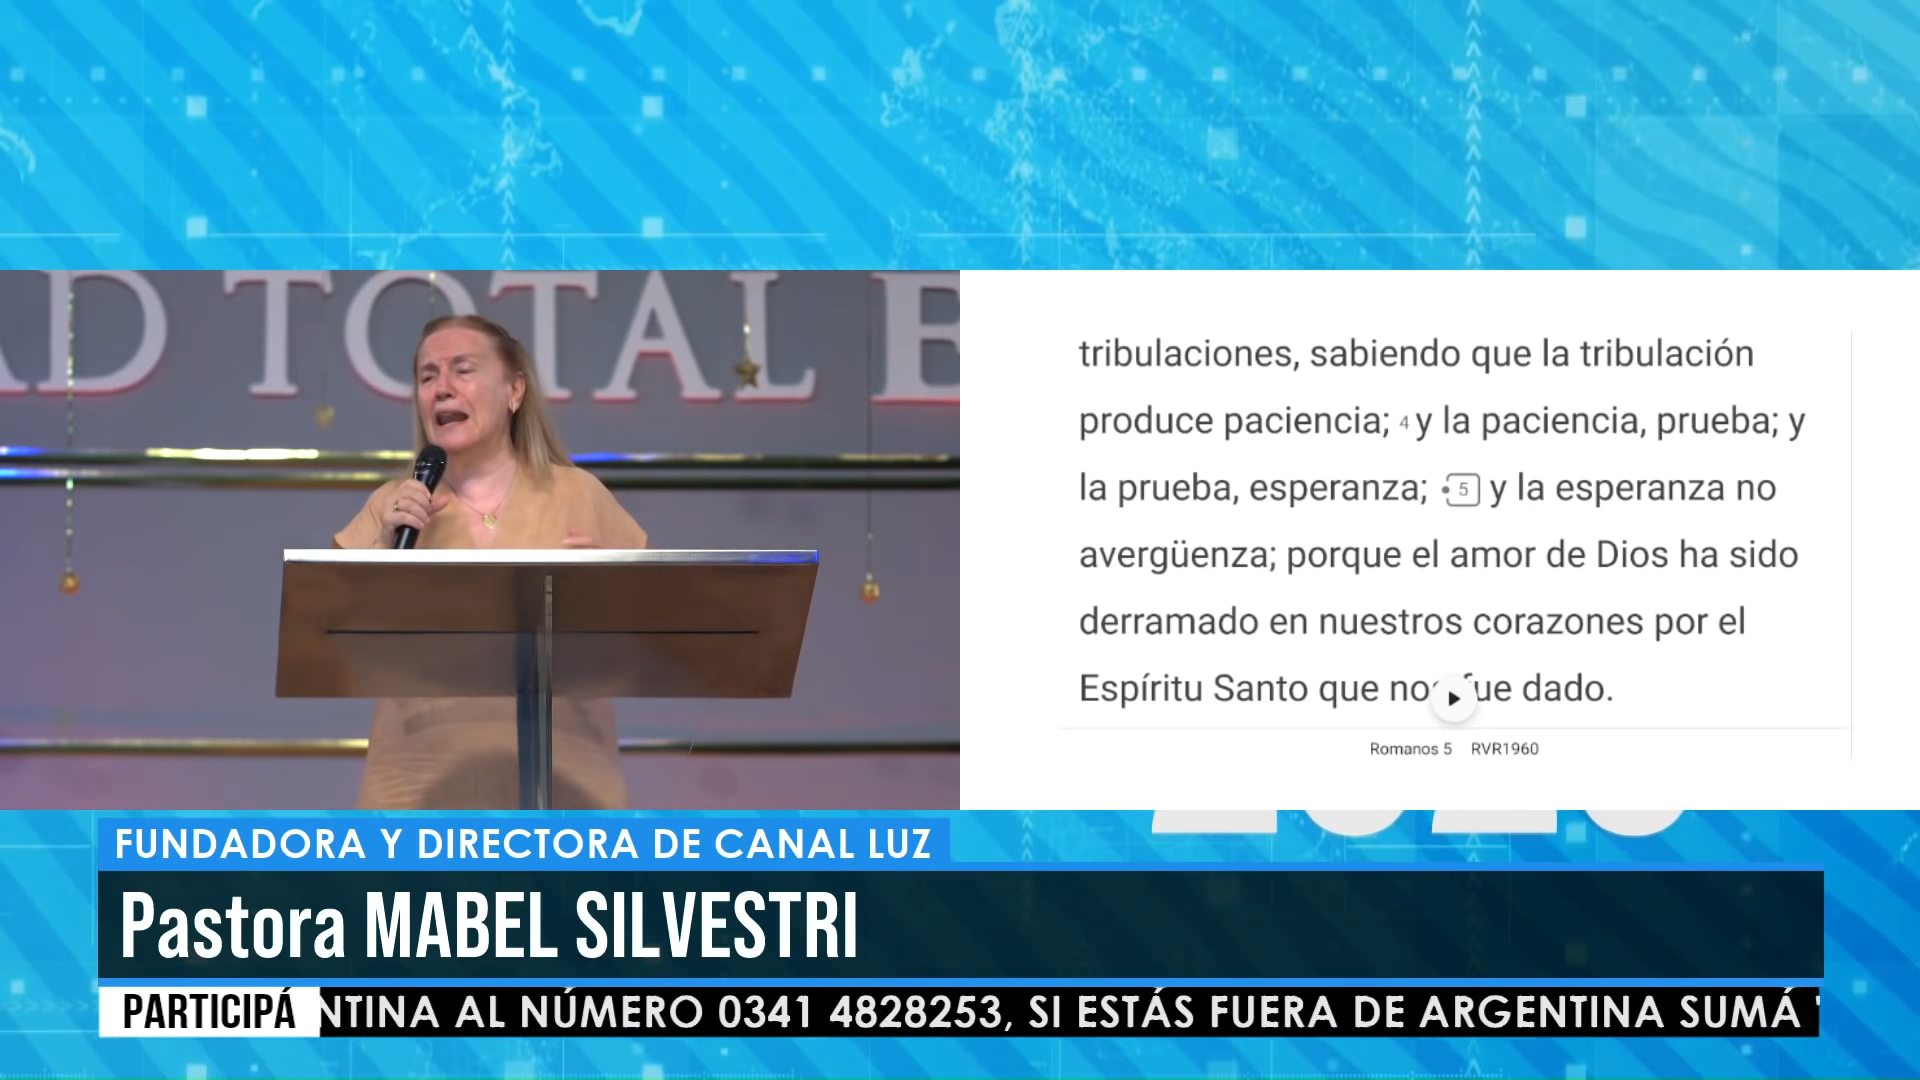 AD TOTAL E
tribulaciones, sabiendo que la tribulación
produce paciencia; 4 y la paciencia, prueba; y
la prueba, esperanza; 5 y la esperanza no
avergüenza; porque el amor de Dios ha sido
derramado en nuestros corazones por el
Espíritu Santo que nos fue dado.
Romanos 5 RVR1960
FUNDADORA Y DIRECTORA DE CANAL LUZ
Pastora MABEL SILVESTRI
PARTICIPÁ NTINA AL NÚMERO 0341 4828253, SI ESTÁS FUERA DE ARGENTINA SUMÁ